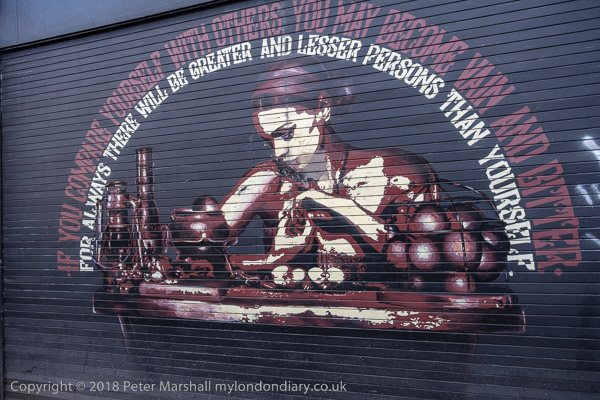 IF YOU COMPARE YOURSELF WITH OTHERS, YOU MAY BECOME VAIN AND BITTER;
FOR ALWAYS THERE WILL BE GREATER AND LESSER PERSONS THAN YOURSELF.
Copyright © 2018 Peter Marshall mylondondiary.co.uk